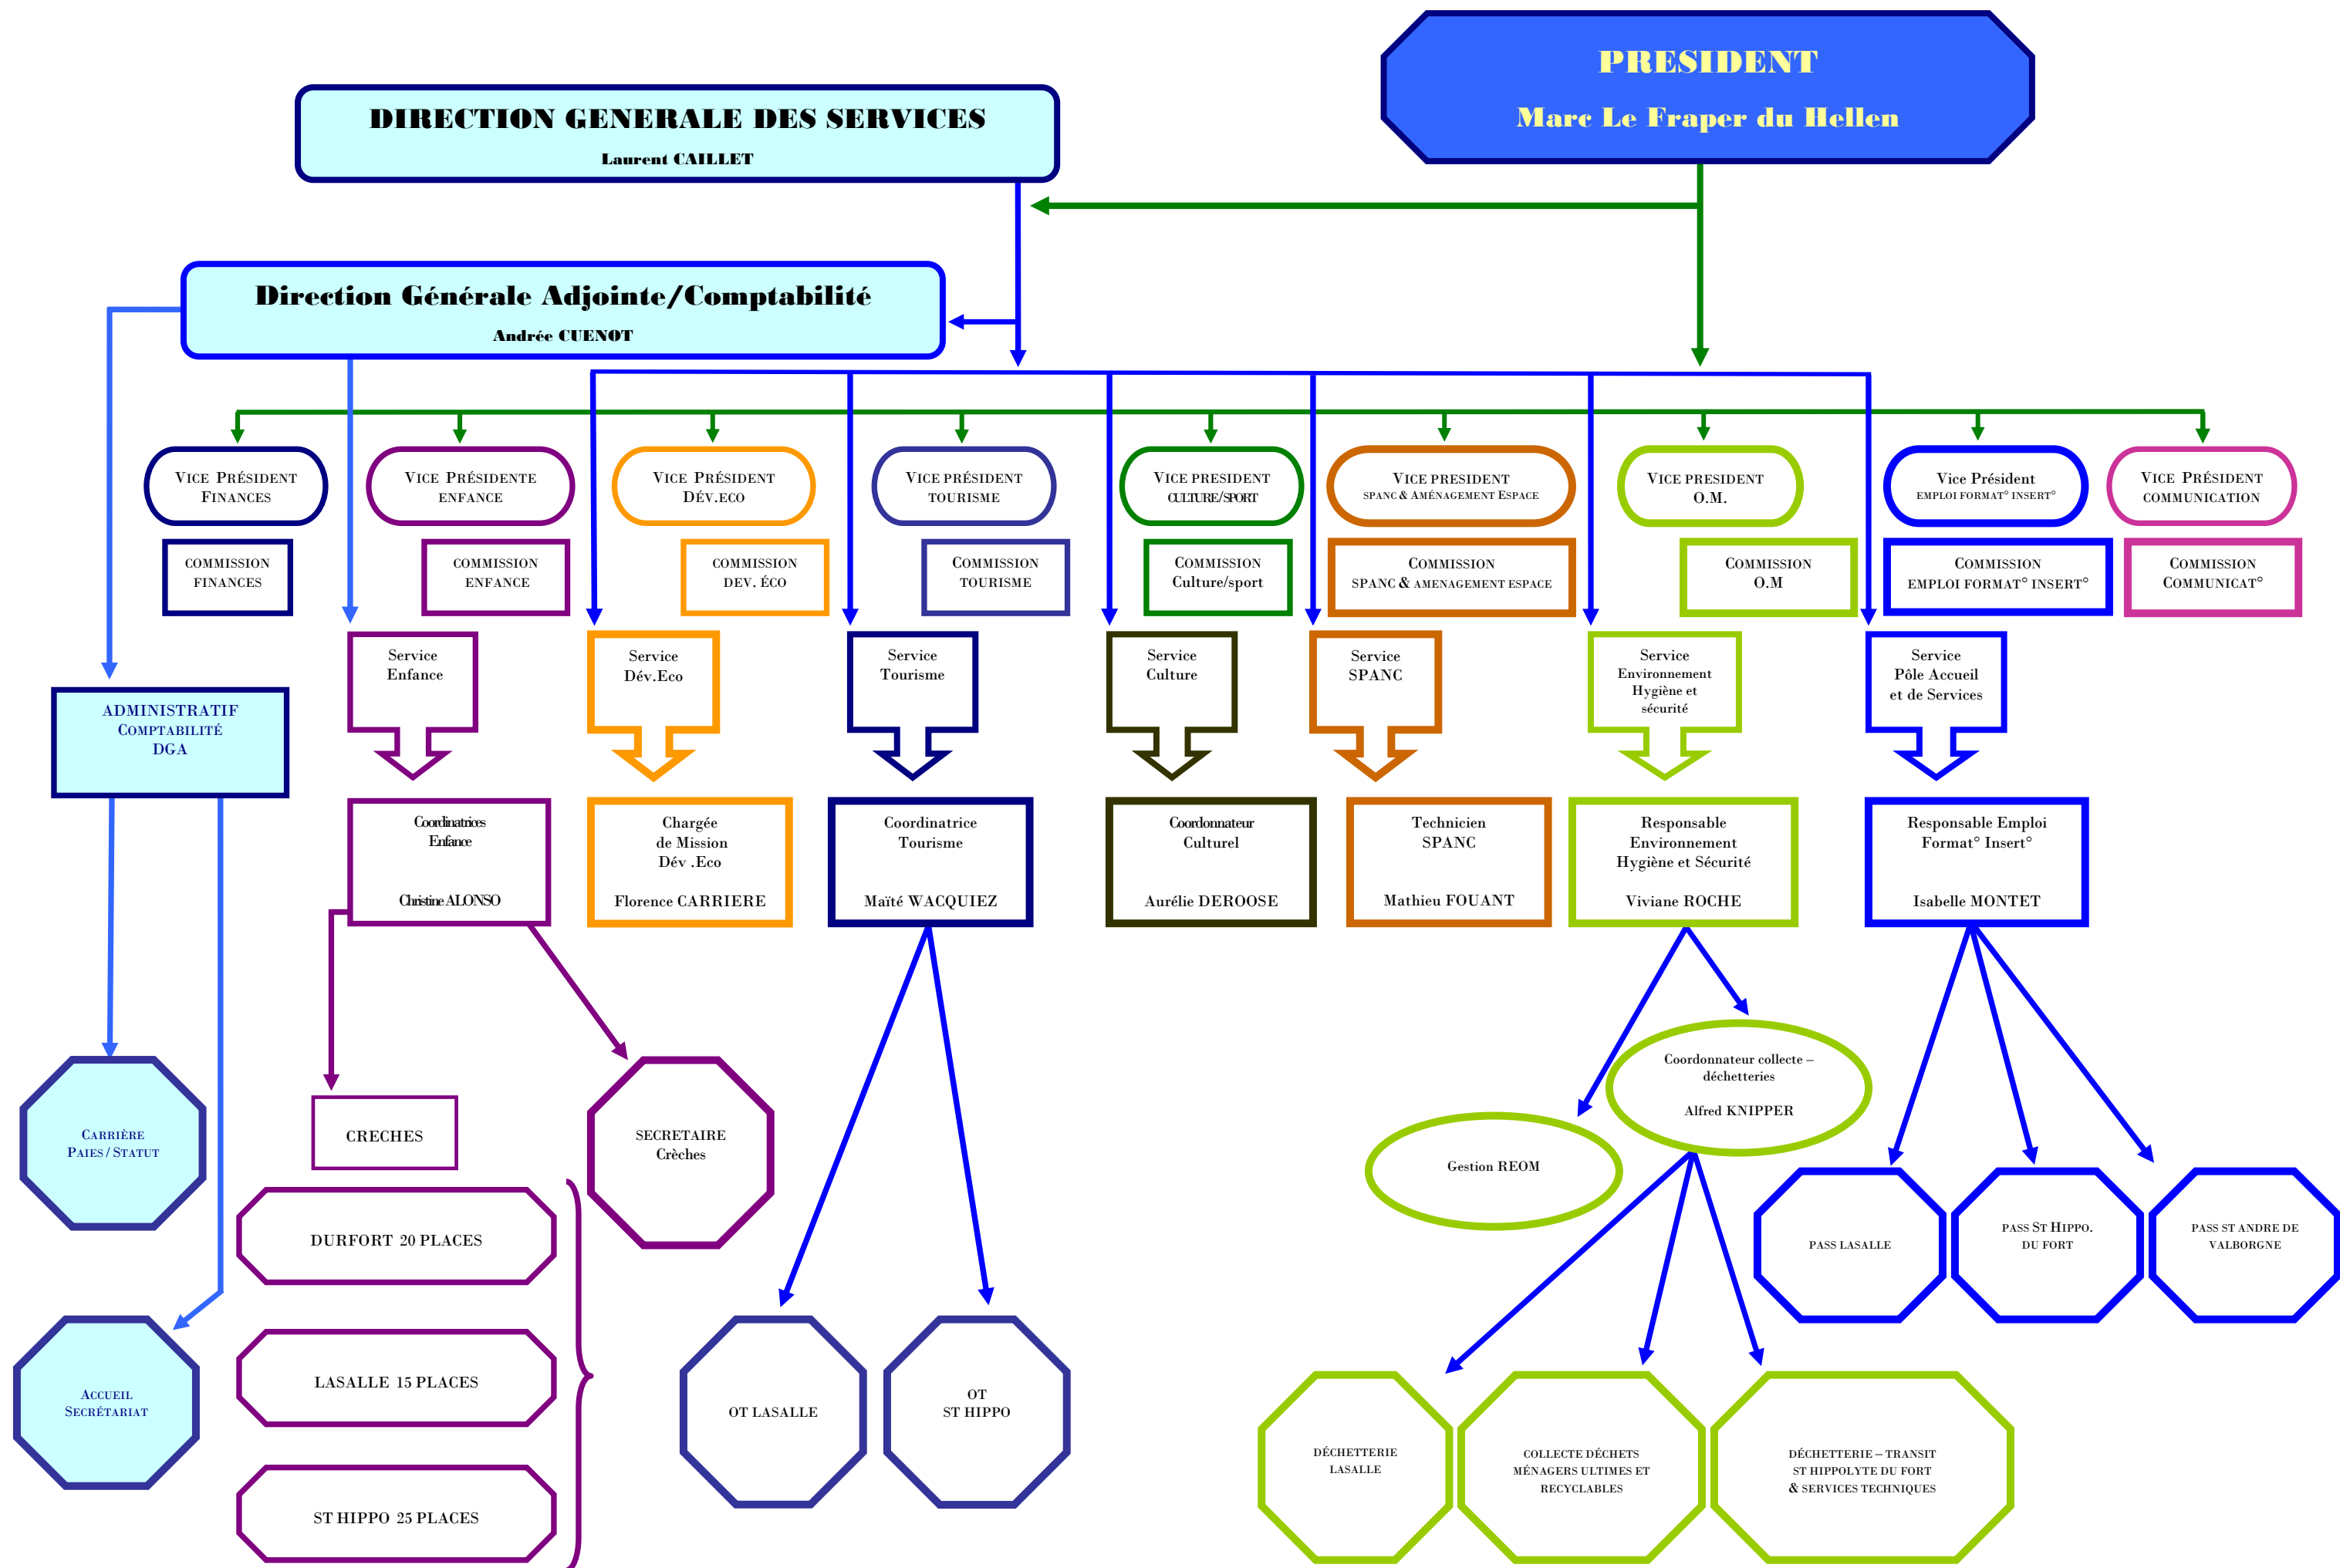 PRESIDENT
Marc Le Fraper du Hellen
DIRECTION GENERALE DES SERVICES
Laurent CAILLET
Direction Générale Adjointe/Comptabilité
Andrée CUENOT
VICE PRÉSIDENT
FINANCES
VICE PRÉSIDENTE
ENFANCE
VICE PRÉSIDENT
DÉV.ECO
VICE PRÉSIDENT
TOURISME
VICE PRESIDENT
CULTURE/SPORT
VICE PRESIDENT
SPANC & AMÉNAGEMENT ESPACE
VICE PRESIDENT
O.M.
Vice Président
EMPLOI FORMAT° INSERT°
VICE PRÉSIDENT
COMMUNICATION
COMMISSION
FINANCES
COMMISSION
ENFANCE
COMMISSION
DEV. ÉCO
COMMISSION
TOURISME
COMMISSION
Culture/sport
COMMISSION
SPANC & AMENAGEMENT ESPACE
COMMISSION
O.M
COMMISSION
EMPLOI FORMAT° INSERT°
COMMISSION
COMMUNICAT°
Service
Enfance
Service
Dév.Eco
Service
Tourisme
Service
Culture
Service
SPANC
Service
Environnement
Hygiène et
sécurité
Service
Pôle Accueil
et de Services
ADMINISTRATIF
COMPTABILITÉ
DGA
Coordinatrices
Enfance
Christine ALONSO
Chargée
de Mission
Dév .Eco
Florence CARRIERE
Coordinatrice
Tourisme
Maïté WACQUIEZ
Coordonnateur
Culturel
Aurélie DEROOSE
Technicien
SPANC
Mathieu FOUANT
Responsable
Environnement
Hygiène et Sécurité
Viviane ROCHE
Responsable Emploi
Format° Insert°
Isabelle MONTET
Coordonnateur collecte –
déchetteries
Alfred KNIPPER
Gestion REOM
CARRIÈRE
PAIES / STATUT
CRECHES
SECRETAIRE
Crèches
DURFORT 20 PLACES
LASALLE 15 PLACES
ST HIPPO 25 PLACES
PASS LASALLE
PASS ST HIPPO.
DU FORT
PASS ST ANDRE DE
VALBORGNE
ACCUEIL
SECRÉTARIAT
OT LASALLE
OT
ST HIPPO
DÉCHETTERIE
LASALLE
COLLECTE DÉCHETS
MÉNAGERS ULTIMES ET
RECYCLABLES
DÉCHETTERIE – TRANSIT
ST HIPPOLYTE DU FORT
& SERVICES TECHNIQUES